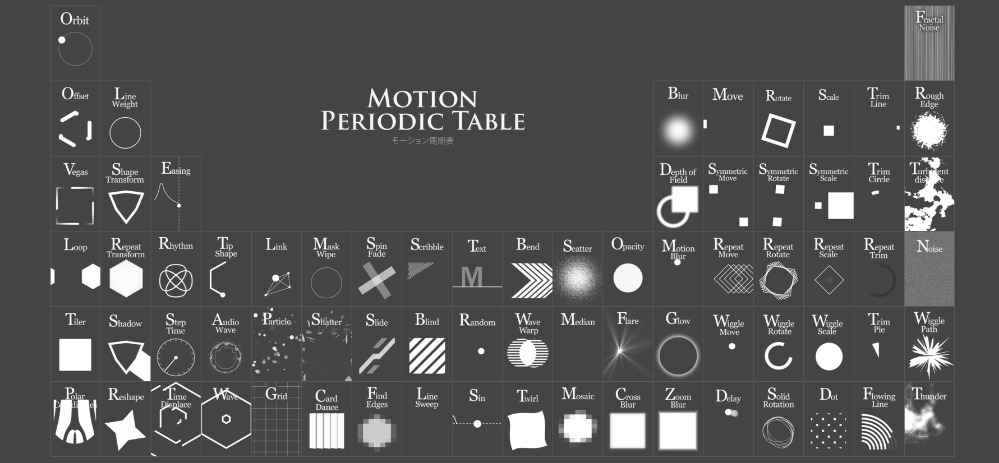 Orbit
Fractal
Noise
Offset
Line
Weight
MOTION
PERIODIC TABLE
モーション周期表
Blur
Move
Rotate
Scale
Trim
Line
Rough
Edge
Vegas
Shape
Transform
Easing
Depth of
Field
Symmetric
Move
Symmetric
Rotate
Symmetric
Scale
Trim
Circle
Turbulent
displace
Loop
Repeat
Transform
Rhythm
Tip
Shape
Link
Mask
Wipe
Spin
Fade
Scribble
Text
M
Bend
Scatter
Opacity
Motion
Blur
Repeat
Move
Repeat
Rotate
Repeat
Scale
Repeat
Trim
Noise
Tiler
Shadow
Step
Time
Audio
Wave
Particle
Shatter
Slide
Blind
Random
Wave
Warp
Median
Flare
Glow
Wiggle
Move
Wiggle
Rotate
Wiggle
Scale
Trim
Pie
Wiggle
Path
Polar
Reshape
Time
Displace
Wave
Grid
Card
Dance
Find
Edges
Line
Sweep
Sin
Twirl
Mosaic
Cross
Blur
Zoom
Blur
Delay
Solid
Rotation
Dot
Flowing
Line
Thunder